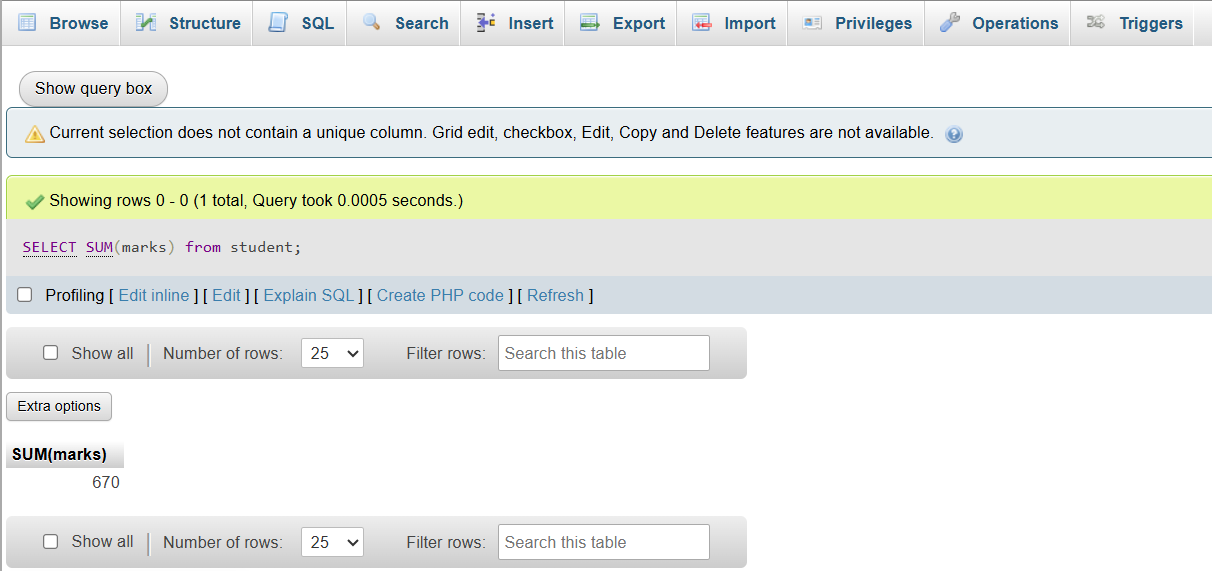 Browse Structure SQL Search Insert Export Import Privileges Operations Triggers
Show query box
Current selection does not contain a unique column. Grid edit, checkbox, Edit, Copy and Delete features are not available.
Showing rows 0 - 0 (1 total, Query took 0.0005 seconds.)
SELECT SUM(marks) from student;
Profiling [ Edit inline ] [ Edit ] [ Explain SQL ] [ Create PHP code ] [ Refresh ]
Show all | Number of rows: 25 Filter rows: Search this table
Extra options
SUM(marks)
670
Show all | Number of rows: 25 Filter rows: Search this table